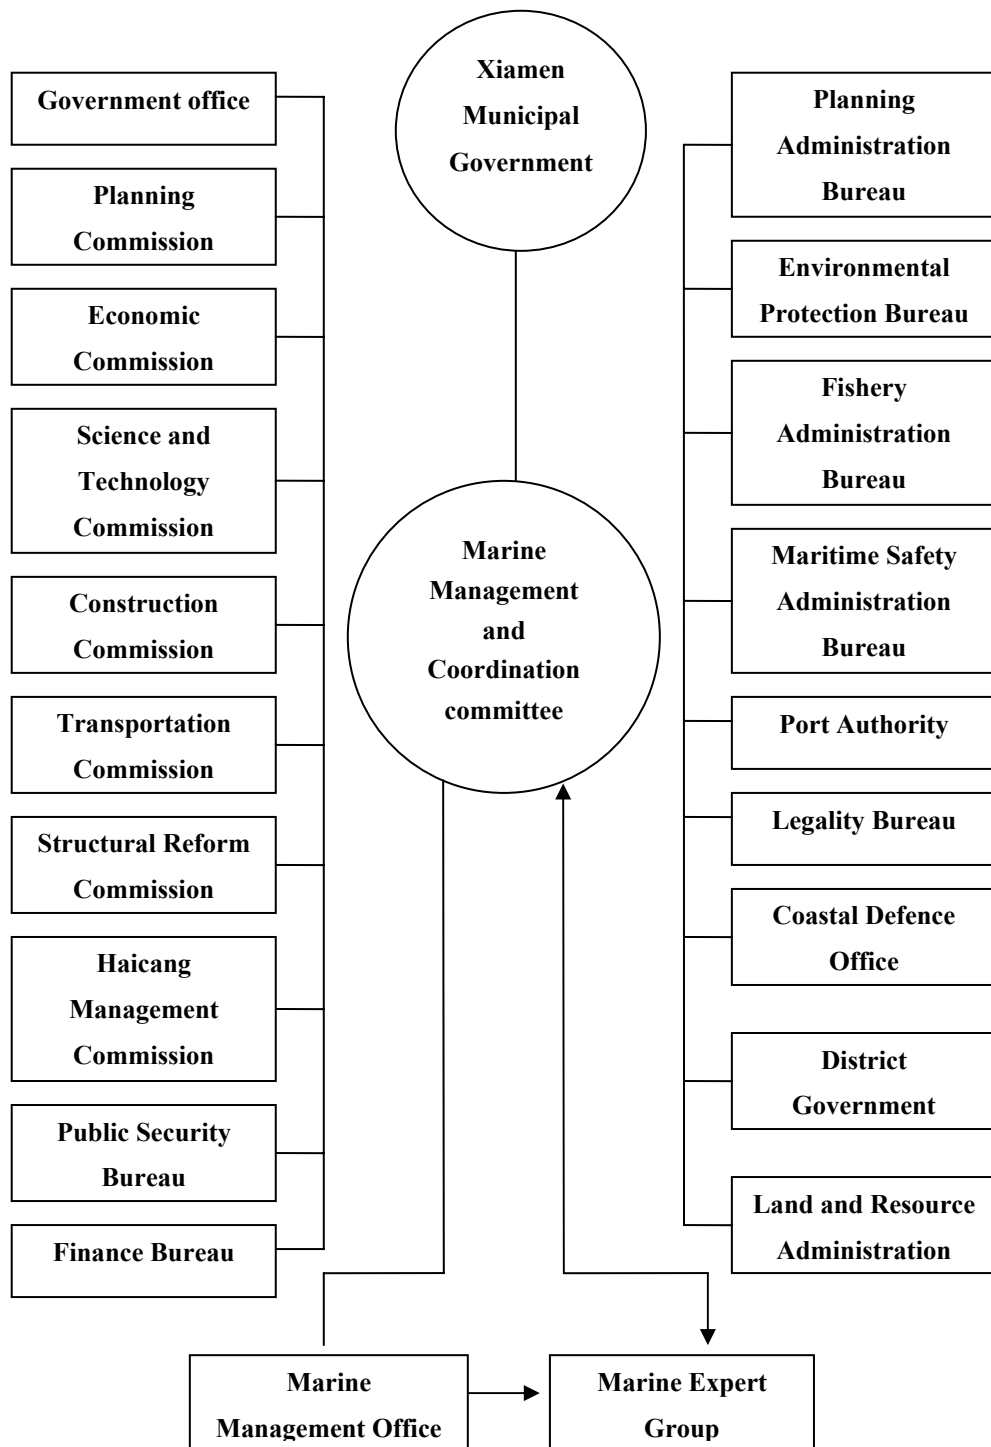 Xiamen
Municipal
Government
Government office
Planning
Commission
Economic
Commission
Science and
Technology
Commission
Construction
Commission
Transportation
Commission
Structural Reform
Commission
Haicang
Management
Commission
Public Security
Bureau
Finance Bureau
Marine
Management
and
Coordination
committee
Planning
Administration
Bureau
Environmental
Protection Bureau
Fishery
Administration
Bureau
Maritime Safety
Administration
Bureau
Port Authority
Legality Bureau
Coastal Defence
Office
District
Government
Land and Resource
Administration
Marine
Management Office
Marine Expert
Group